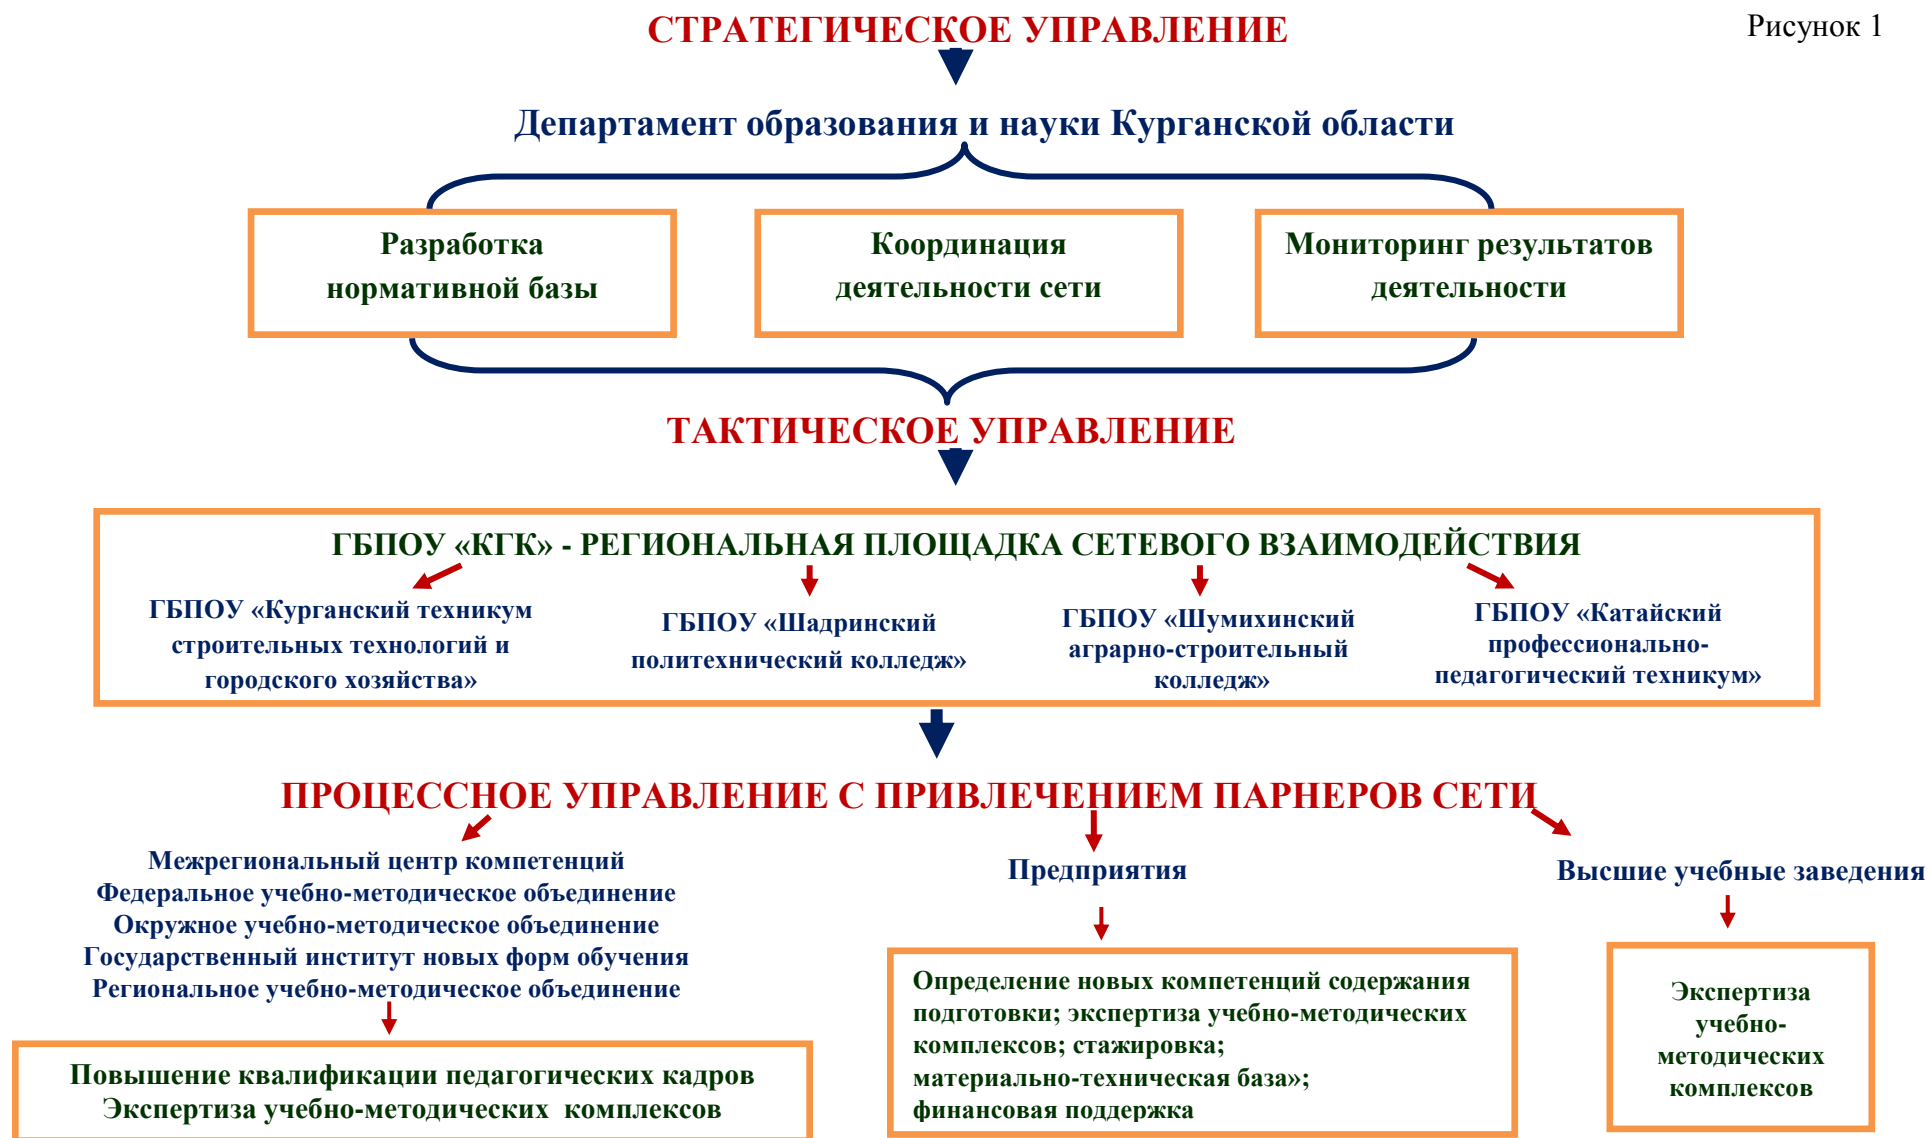 СТРАТЕГИЧЕСКОЕ УПРАВЛЕНИЕ
Рисунок 1
Департамент образования и науки Курганской области
Разработка
нормативной базы
Координация
деятельности сети
Мониторинг результатов
деятельности
ТАКТИЧЕСКОЕ УПРАВЛЕНИЕ
ГБПОУ «КГК» - РЕГИОНАЛЬНАЯ ПЛОЩАДКА СЕТЕВОГО ВЗАИМОДЕЙСТВИЯ
ГБПОУ «Курганский техникум
строительных технологий и
городского хозяйства»
ГБПОУ «Шадринский
политехнический колледж»
ГБПОУ «Шумихинский
аграрно-строительный
колледж»
ГБПОУ «Катайский
профессионально-
педагогический техникум»
ПРОЦЕССНОЕ УПРАВЛЕНИЕ С ПРИВЛЕЧЕНИЕМ ПАРНЕРОВ СЕТИ
Межрегиональный центр компетенций
Федеральное учебно-методическое объединение
Окружное учебно-методическое объединение
Государственный институт новых форм обучения
Региональное учебно-методическое объединение
Повышение квалификации педагогических кадров
Экспертиза учебно-методических комплексов
Предприятия
Определение новых компетенций содержания
подготовки; экспертиза учебно-методических
комплексов; стажировка;
материально-техническая база»;
финансовая поддержка
Высшие учебные заведения
Экспертиза
учебно-
методических
комплексов